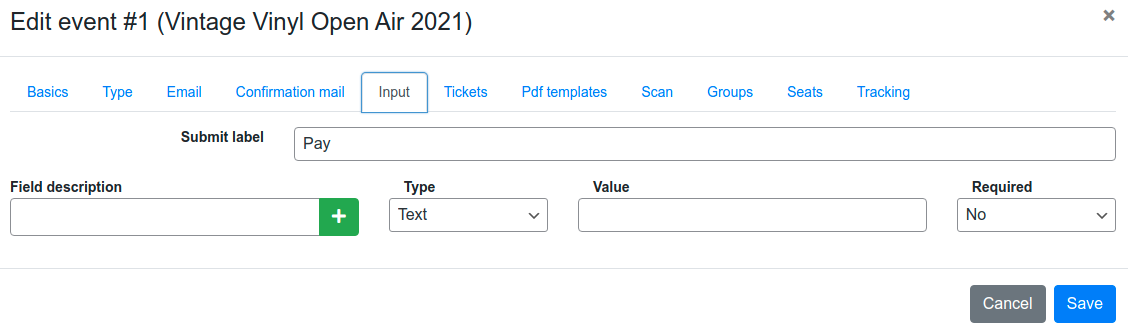 Edit event #1 (Vintage Vinyl Open Air 2021)
Basics Type Email Confirmation mail Input Tickets Pdf templates Scan Groups Seats Tracking
Submit label Pay
Field description Type Value Required
Text No
Cancel Save